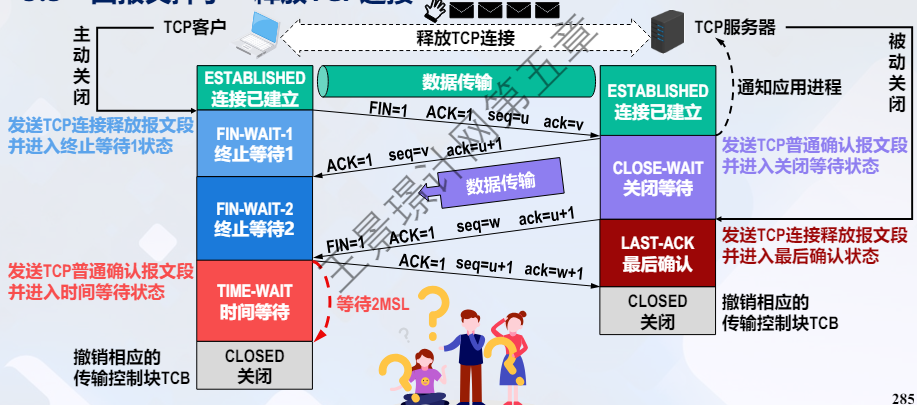 主动关闭
TCP客户
释放TCP连接
TCP服务器
被动关闭
ESTABLISHED
连接已建立
数据传输
ESTABLISHED
连接已建立
通知应用进程
FIN=1 ACK=1 seq=u ack=v
发送TCP连接释放报文段
并进入终止等待1状态
FIN-WAIT-1
终止等待1
ACK=1 seq=v ack=u+1
CLOSE-WAIT
关闭等待
发送TCP普通确认报文段
并进入关闭等待状态
数据传输
FIN-WAIT-2
终止等待2
FIN=1 ACK=1 seq=w ack=u+1
LAST-ACK
最后确认
发送TCP连接释放报文段
并进入最后确认状态
ACK=1 seq=u+1 ack=w+1
发送TCP普通确认报文段
并进入时间等待状态
TIME-WAIT
时间等待
等待2MSL
CLOSED
关闭
撤销相应的
传输控制块TCB
撤销相应的
传输控制块TCB
CLOSED
关闭
王景璟计网第五章
285